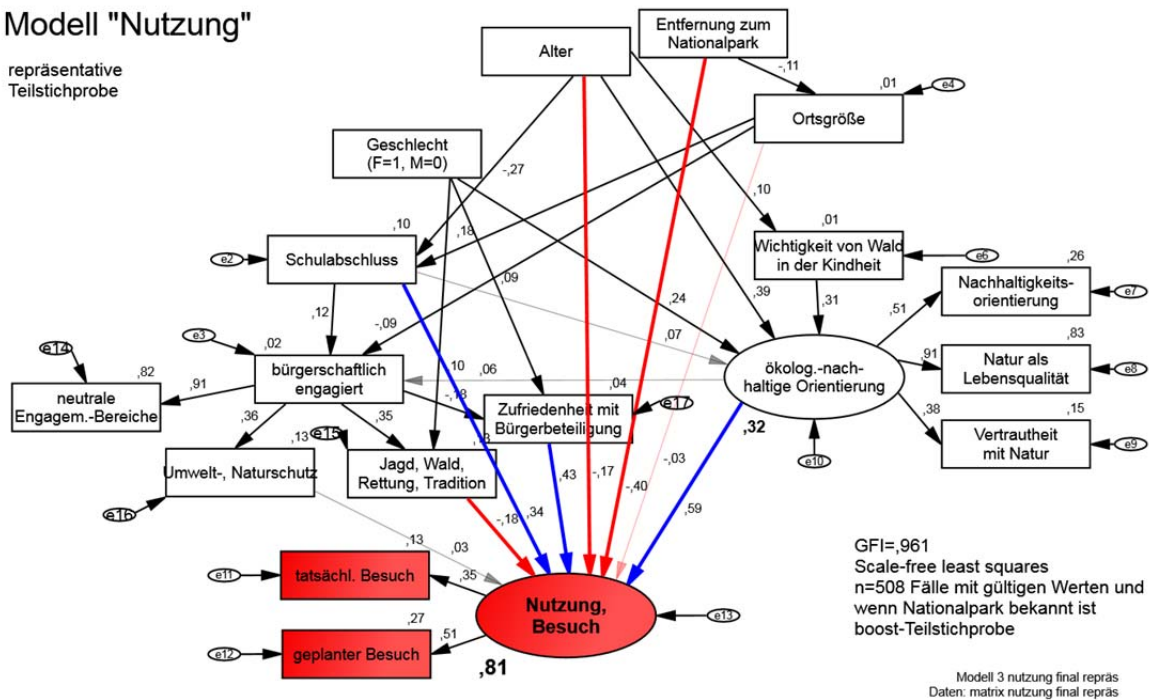 Modell "Nutzung"
repräsentative
Teilstichprobe
Alter
Entfernung zum
Nationalpark
-,11
,01
e4
Ortsgröße
Geschlecht
(F=1, M=0)
-,27
,10
,10
,18
,01
e2
Schulabschluss
Wichtigkeit von Wald
in der Kindheit
e6
,26
,09
Nachhaltigkeits-
orientierung
e7
,12
-,09
,24
,39
,31
,51
,07
e3
,02
e14
,82
bürgerschaftlich
engagiert
,10
,06
,04
ökolog.-nach-
haltige Orientierung
,91
,83
Natur als
Lebensqualität
e8
neutrale
Engagem.-Bereiche
,91
,36
,35
Zufriedenheit mit
Bürgerbeteiligung
e17
,38
,15
,32
Vertrautheit
mit Natur
e9
,13
e15
e10
Umwelt-, Naturschutz
Jagd, Wald,
Rettung, Tradition
,43
-,17
-,03
-,40
,59
e16
-,18
,34
,13
,03
GFI=,961
Scale-free least squares
n=508 Fälle mit gültigen Werten und
wenn Nationalpark bekannt ist
boost-Teilstichprobe
e11
tatsächl. Besuch
,35
Nutzung,
Besuch
e13
,27
e12
geplanter Besuch
,51
,81
Modell 3 nutzung final repräs
Daten: matrix nutzung final repräs